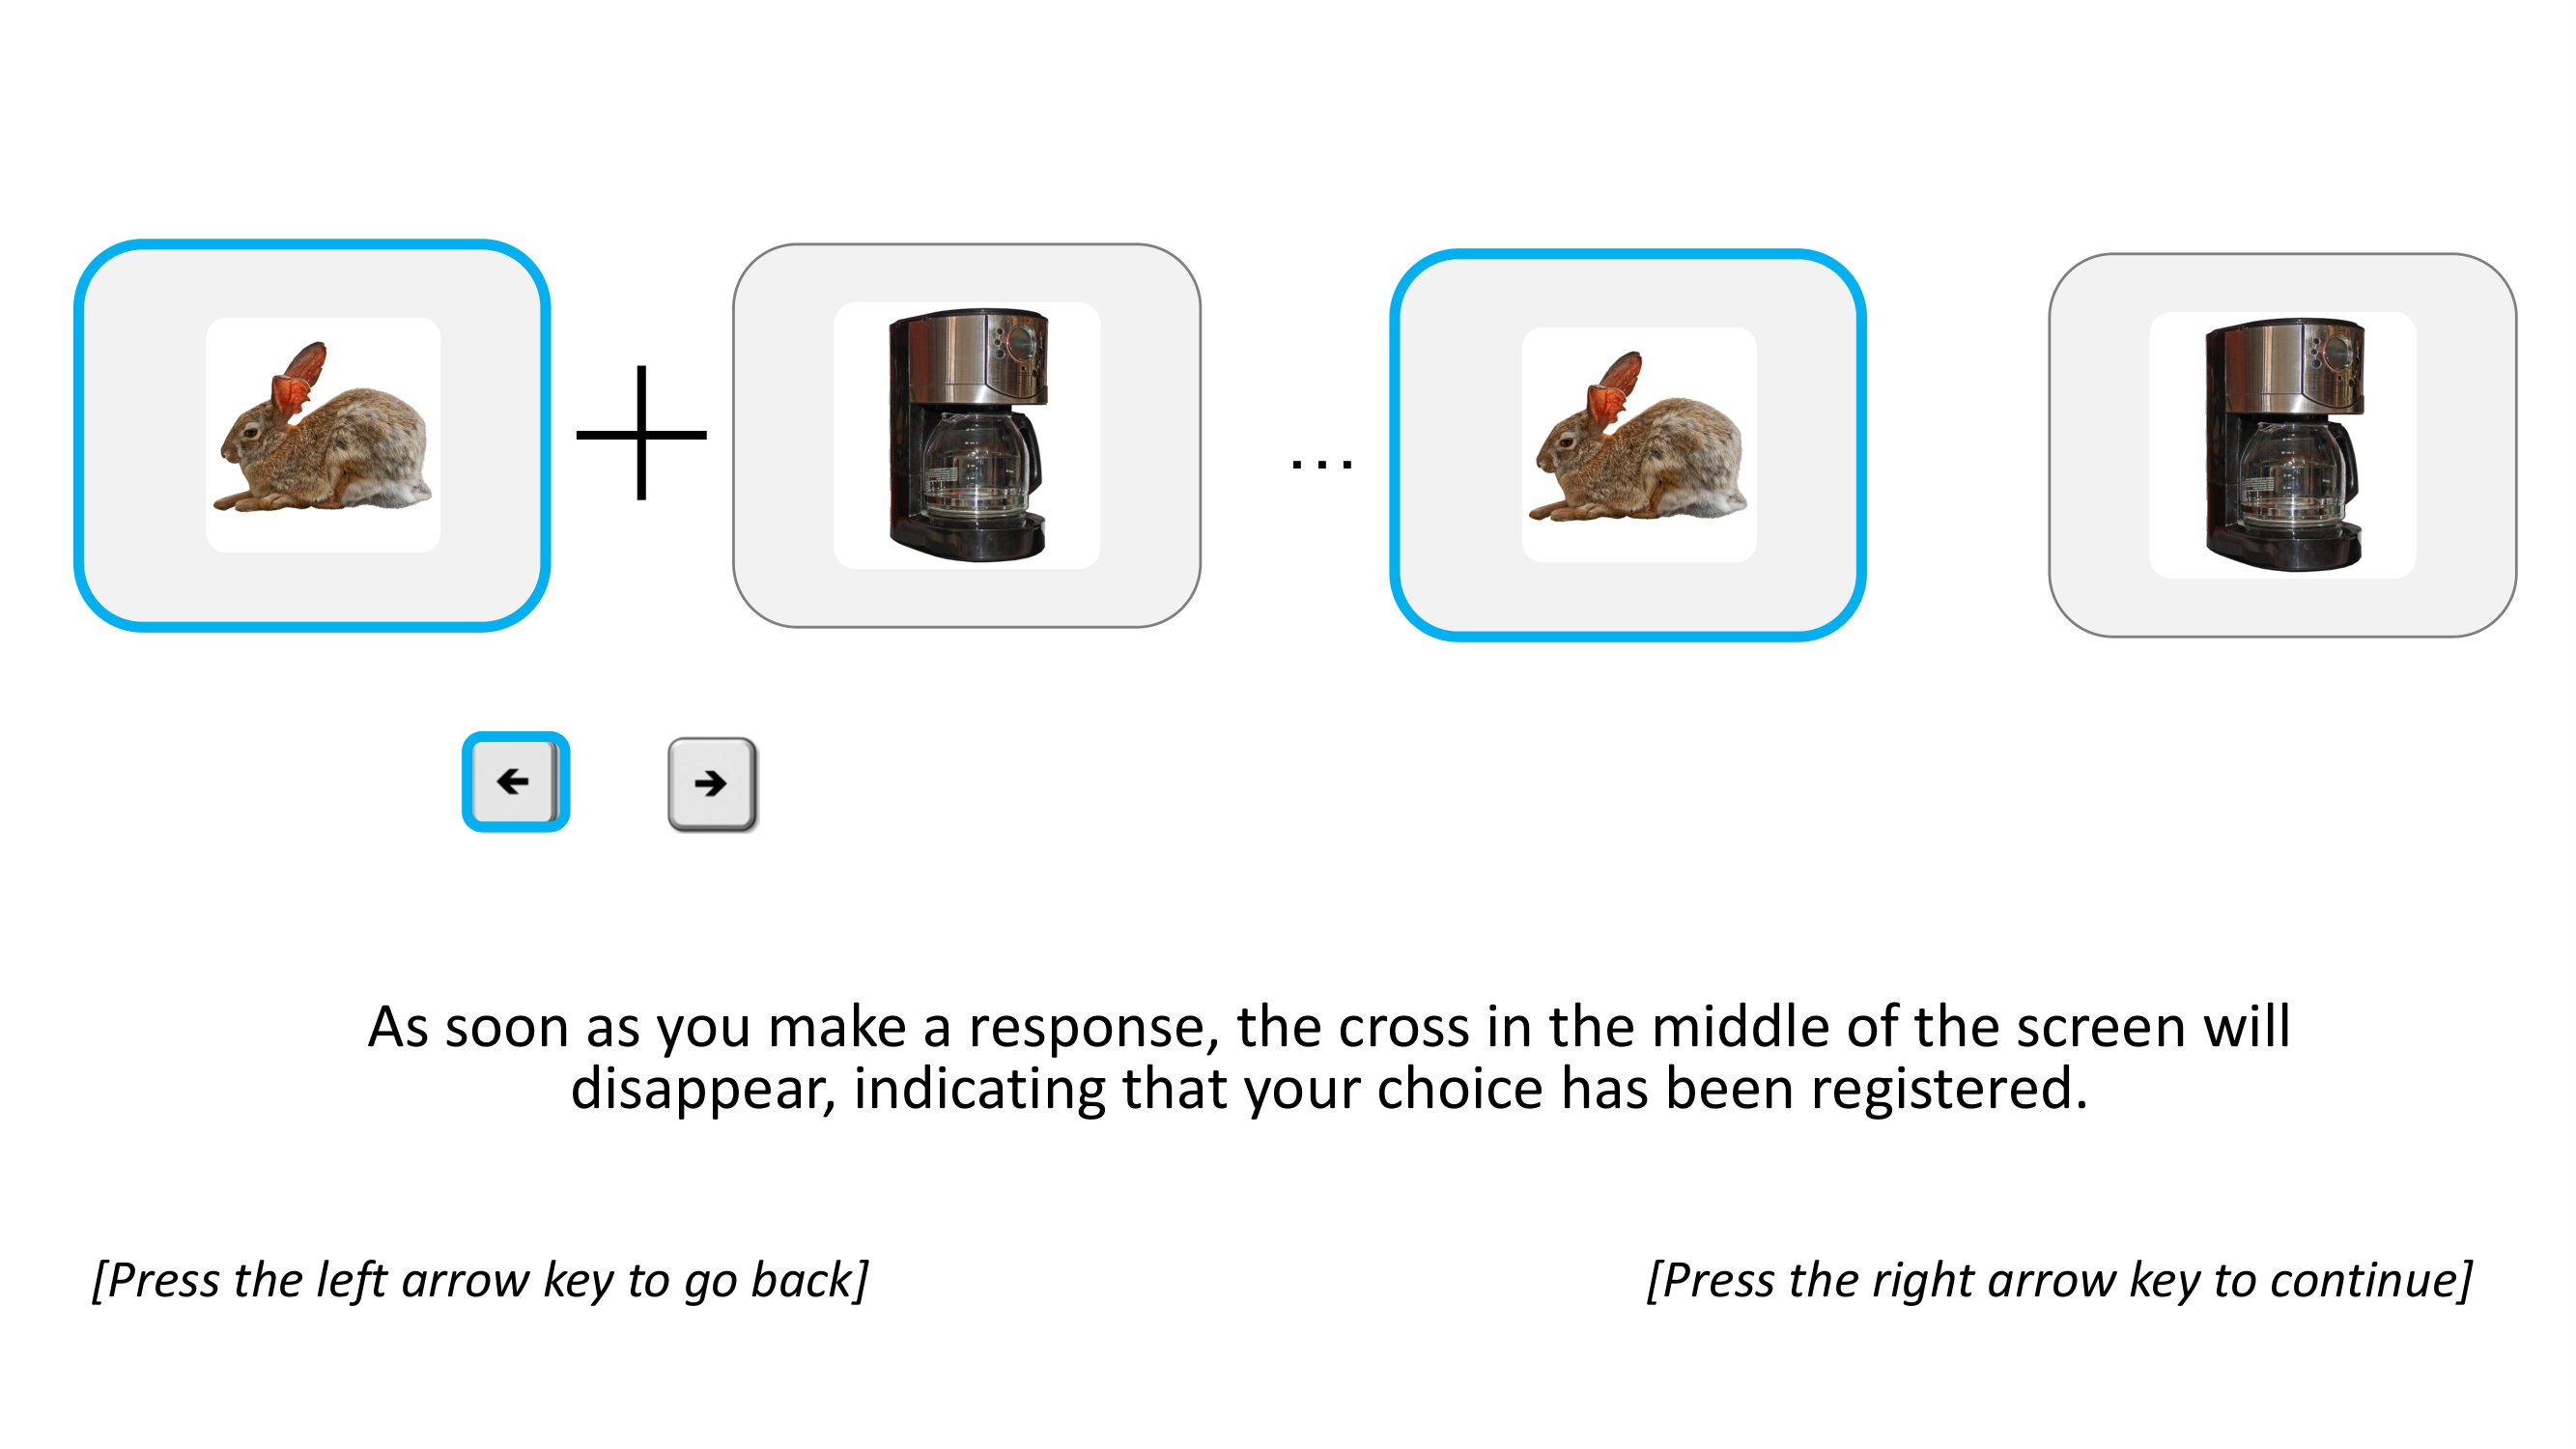 ...
As soon as you make a response, the cross in the middle of the screen will
disappear, indicating that your choice has been registered.
[Press the left arrow key to go back]
[Press the right arrow key to continue]